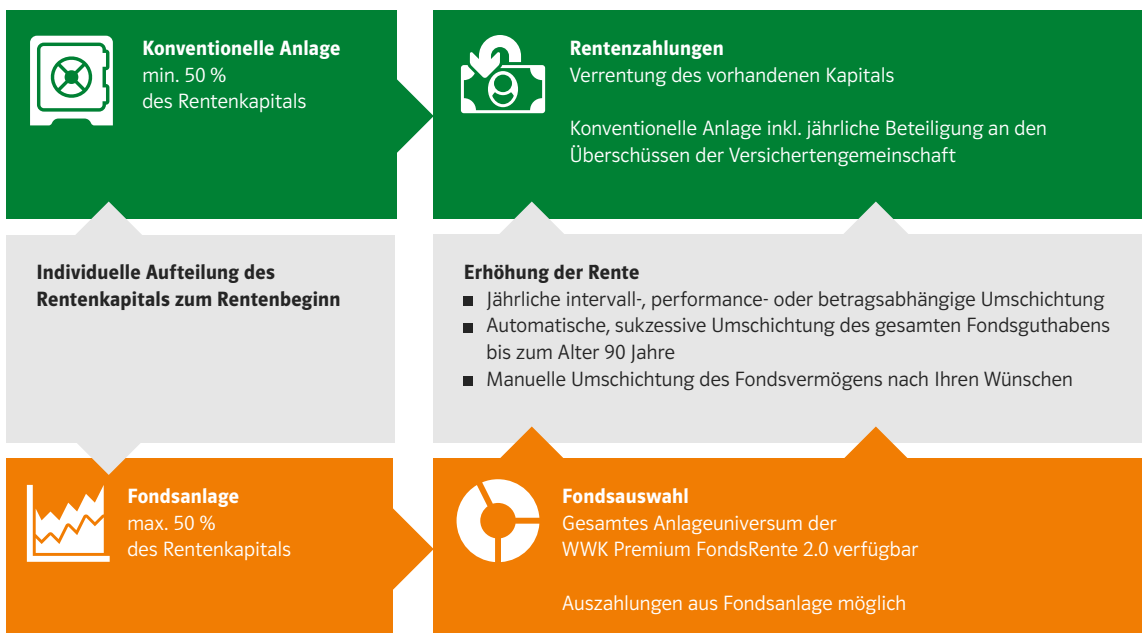 Konventionelle Anlage
min. 50 %
des Rentenkapitals
Rentenzahlungen
Verrentung des vorhandenen Kapitals
Konventionelle Anlage inkl. jährliche Beteiligung an den
Überschüssen der Versichertengemeinschaft
Individuelle Aufteilung des
Rentenkapitals zum Rentenbeginn
Erhöhung der Rente
■ Jährliche intervall-, performance- oder betragsabhängige Umschichtung
■ Automatische, sukzessive Umschichtung des gesamten Fondsguthabens
bis zum Alter 90 Jahre
■ Manuelle Umschichtung des Fondsvermögens nach Ihren Wünschen
Fondsanlage
max. 50 %
des Rentenkapitals
Fondsauswahl
Gesamtes Anlageuniversum der
WWK Premium FondsRente 2.0 verfügbar
Auszahlungen aus Fondsanlage möglich